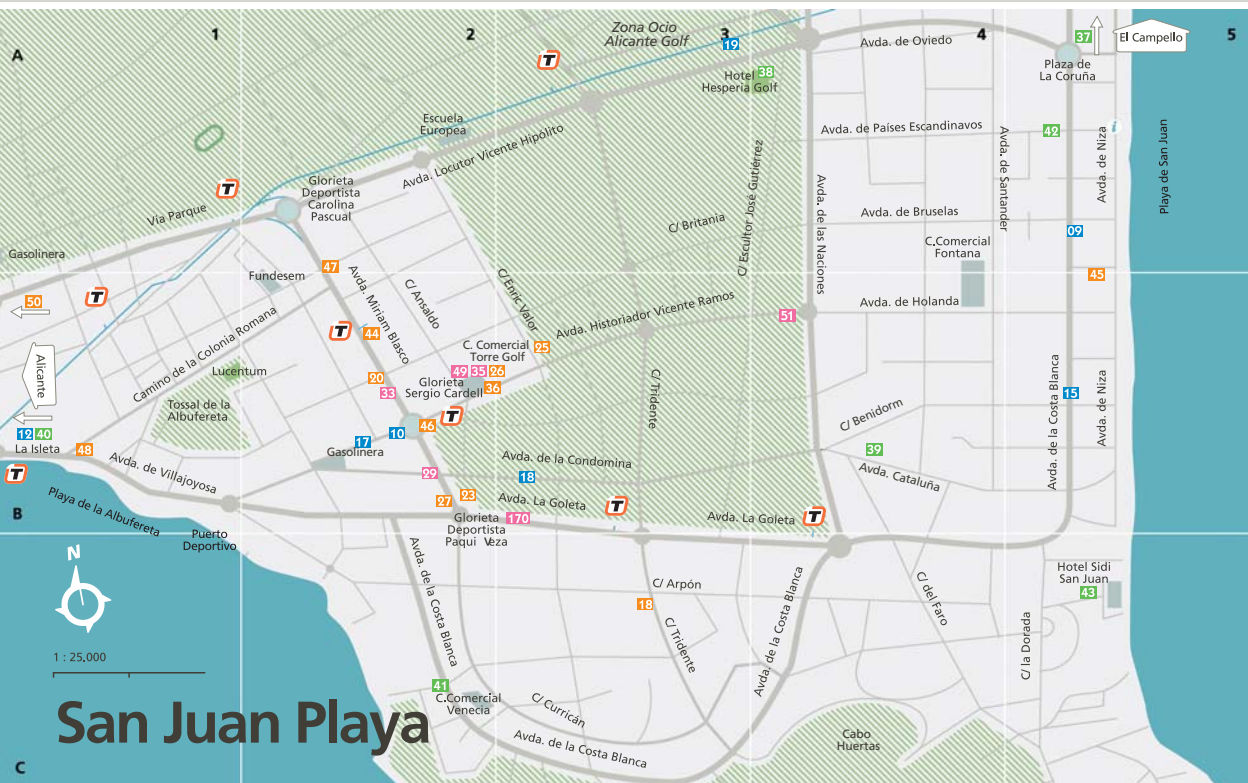 1
2
3
4
5
A
B
C
Zona Ocio
Alicante Golf
19
Hotel
Hesperia Golf
38
Avda. de Oviedo
37
El Campello
Plaza de
La Coruña
T
Escuela
Europea
Avda. Locutor Vicente Hipólito
Avda. de Países Escandinavos
42
i
Avda. de Niza
Playa de San Juan
Avda. de Santander
C/ Escultor José Gutiérrez
Avda. de las Naciones
T
Glorieta
Deportista
Carolina
Pascual
Vía Parque
C/ Britania
Avda. de Bruselas
09
C.Comercial
Fontana
Gasolinera
Fundesem
47
45
50
T
Avda. Miriam Blasco
C/ Ansaldo
C/ Enric Valor
Avda. Historiador Vicente Ramos
51
Avda. de Holanda
Camino de la Colonia Romana
T
44
C. Comercial
Torre Golf
25
49
35
26
36
Alicante
Lucentum
20
33
Glorieta
Sergio Cardell
C/ Tridente
Avda. de la Costa Blanca
15
Avda. de Niza
Tossal de la
Albufereta
T
46
10
17
C/ Benidorm
12
40
La Isleta
48
Gasolinera
39
T
Avda. de Villajoyosa
29
Avda. de la Condomina
18
Avda. Cataluña
Playa de la Albufereta
27
23
Avda. La Goleta
T
170
Avda. La Goleta
T
Puerto
Deportivo
Glorieta
Deportista
Paqui Veza
N
Avda. de la Costa Blanca
C/ Arpón
18
C/ Tridente
Avda. de la Costa Blanca
C/ del Faro
Hotel Sidi
San Juan
43
C/ la Dorada
1 : 25.000
41
C.Comercial
Venecia
C/ Currican
Avda. de la Costa Blanca
Cabo
Huertas
San Juan Playa